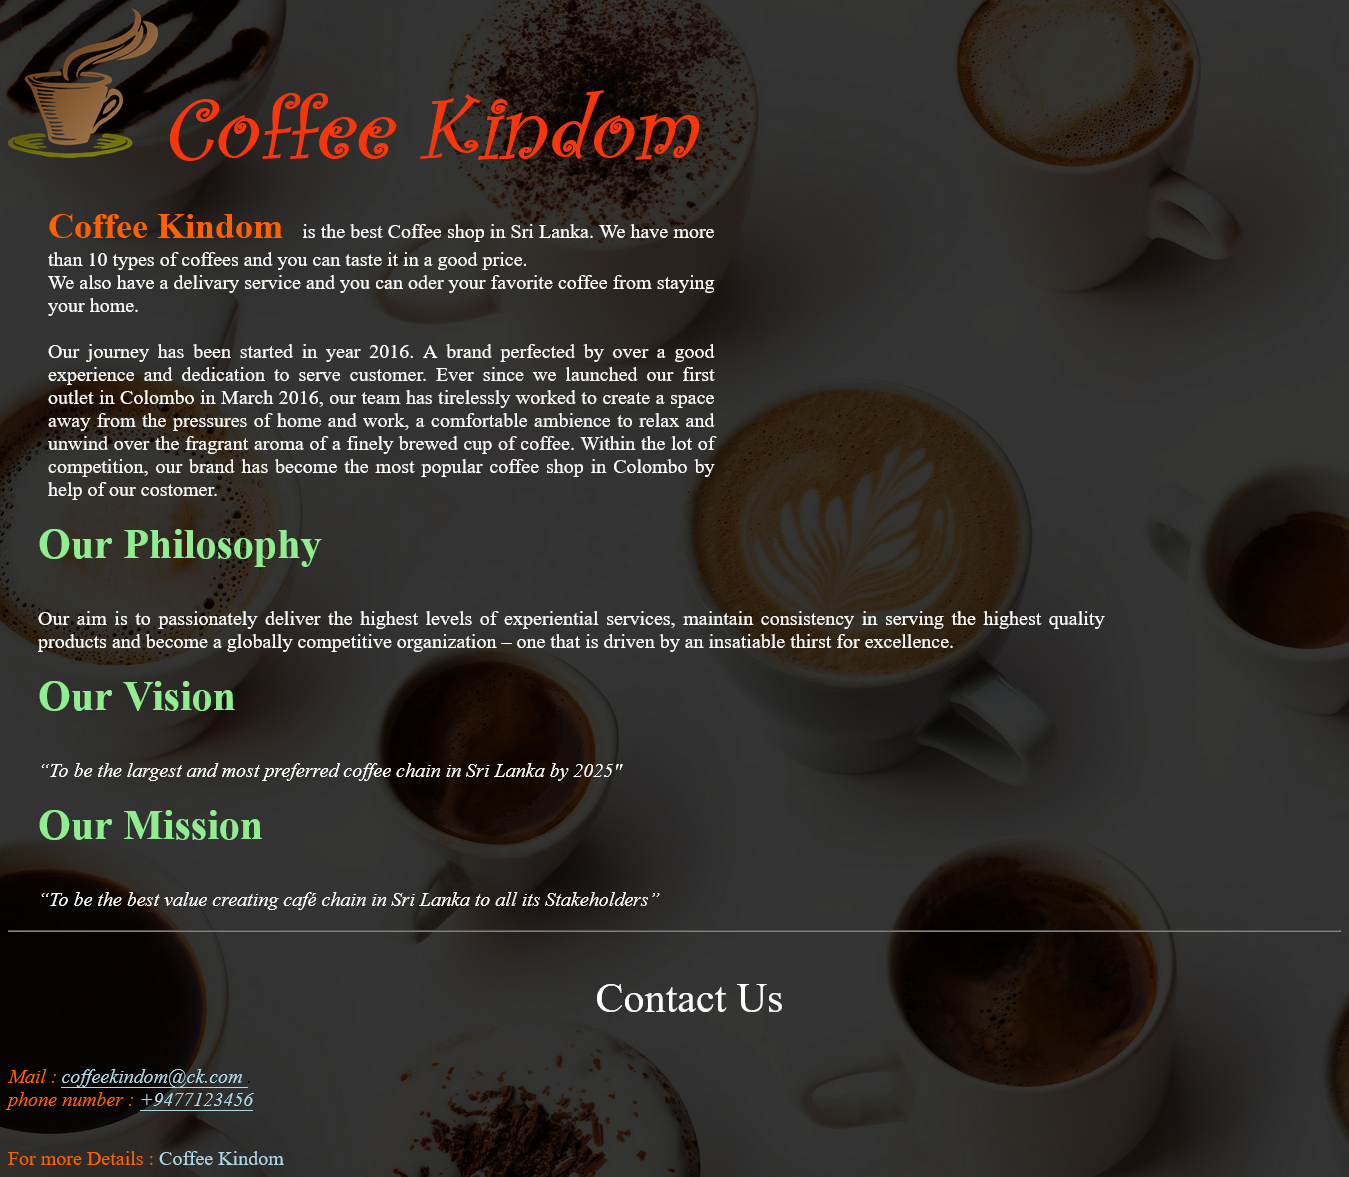 Coffee Kindom
Coffee Kindom is the best Coffee shop in Sri Lanka. We have more
than 10 types of coffees and you can taste it in a good price.
We also have a delivary service and you can oder your favorite coffee from staying
your home.
Our journey has been started in year 2016. A brand perfected by over a good
experience and dedication to serve customer. Ever since we launched our first
outlet in Colombo in March 2016, our team has tirelessly worked to create a space
away from the pressures of home and work, a comfortable ambience to relax and
unwind over the fragrant aroma of a finely brewed cup of coffee. Within the lot of
competition, our brand has become the most popular coffee shop in Colombo by
help of our costomer.
Our Philosophy
Our aim is to passionately deliver the highest levels of experiential services, maintain consistency in serving the highest quality
products and become a globally competitive organization – one that is driven by an insatiable thirst for excellence.
Our Vision
“To be the largest and most preferred coffee chain in Sri Lanka by 2025"
Our Mission
“To be the best value creating café chain in Sri Lanka to all its Stakeholders”
Contact Us
Mail : coffeekindom@ck.com
phone number : +9477123456
For more Details : Coffee Kindom